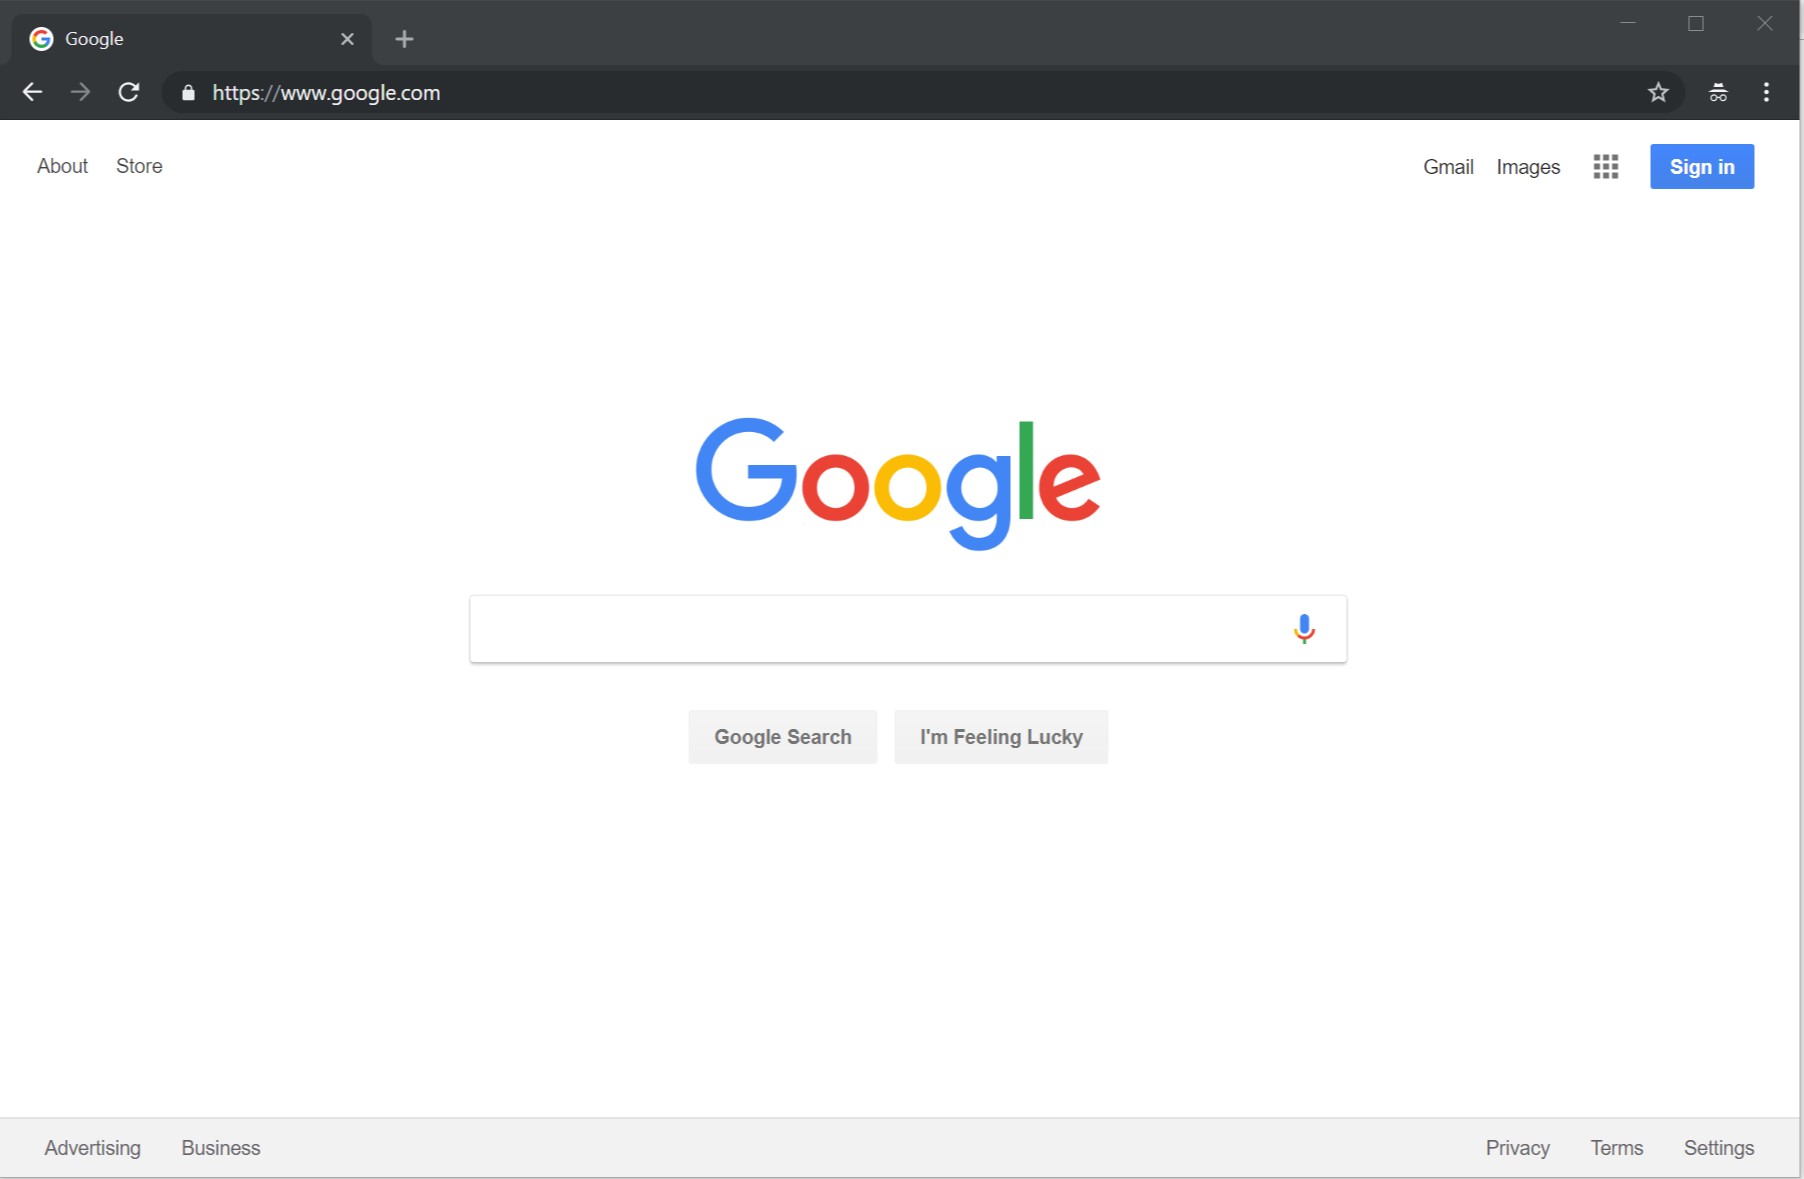 Google
https://www.google.com
About Store Gmail Images Sign in
Google
Google Search I'm Feeling Lucky
Advertising Business Privacy Terms Settings